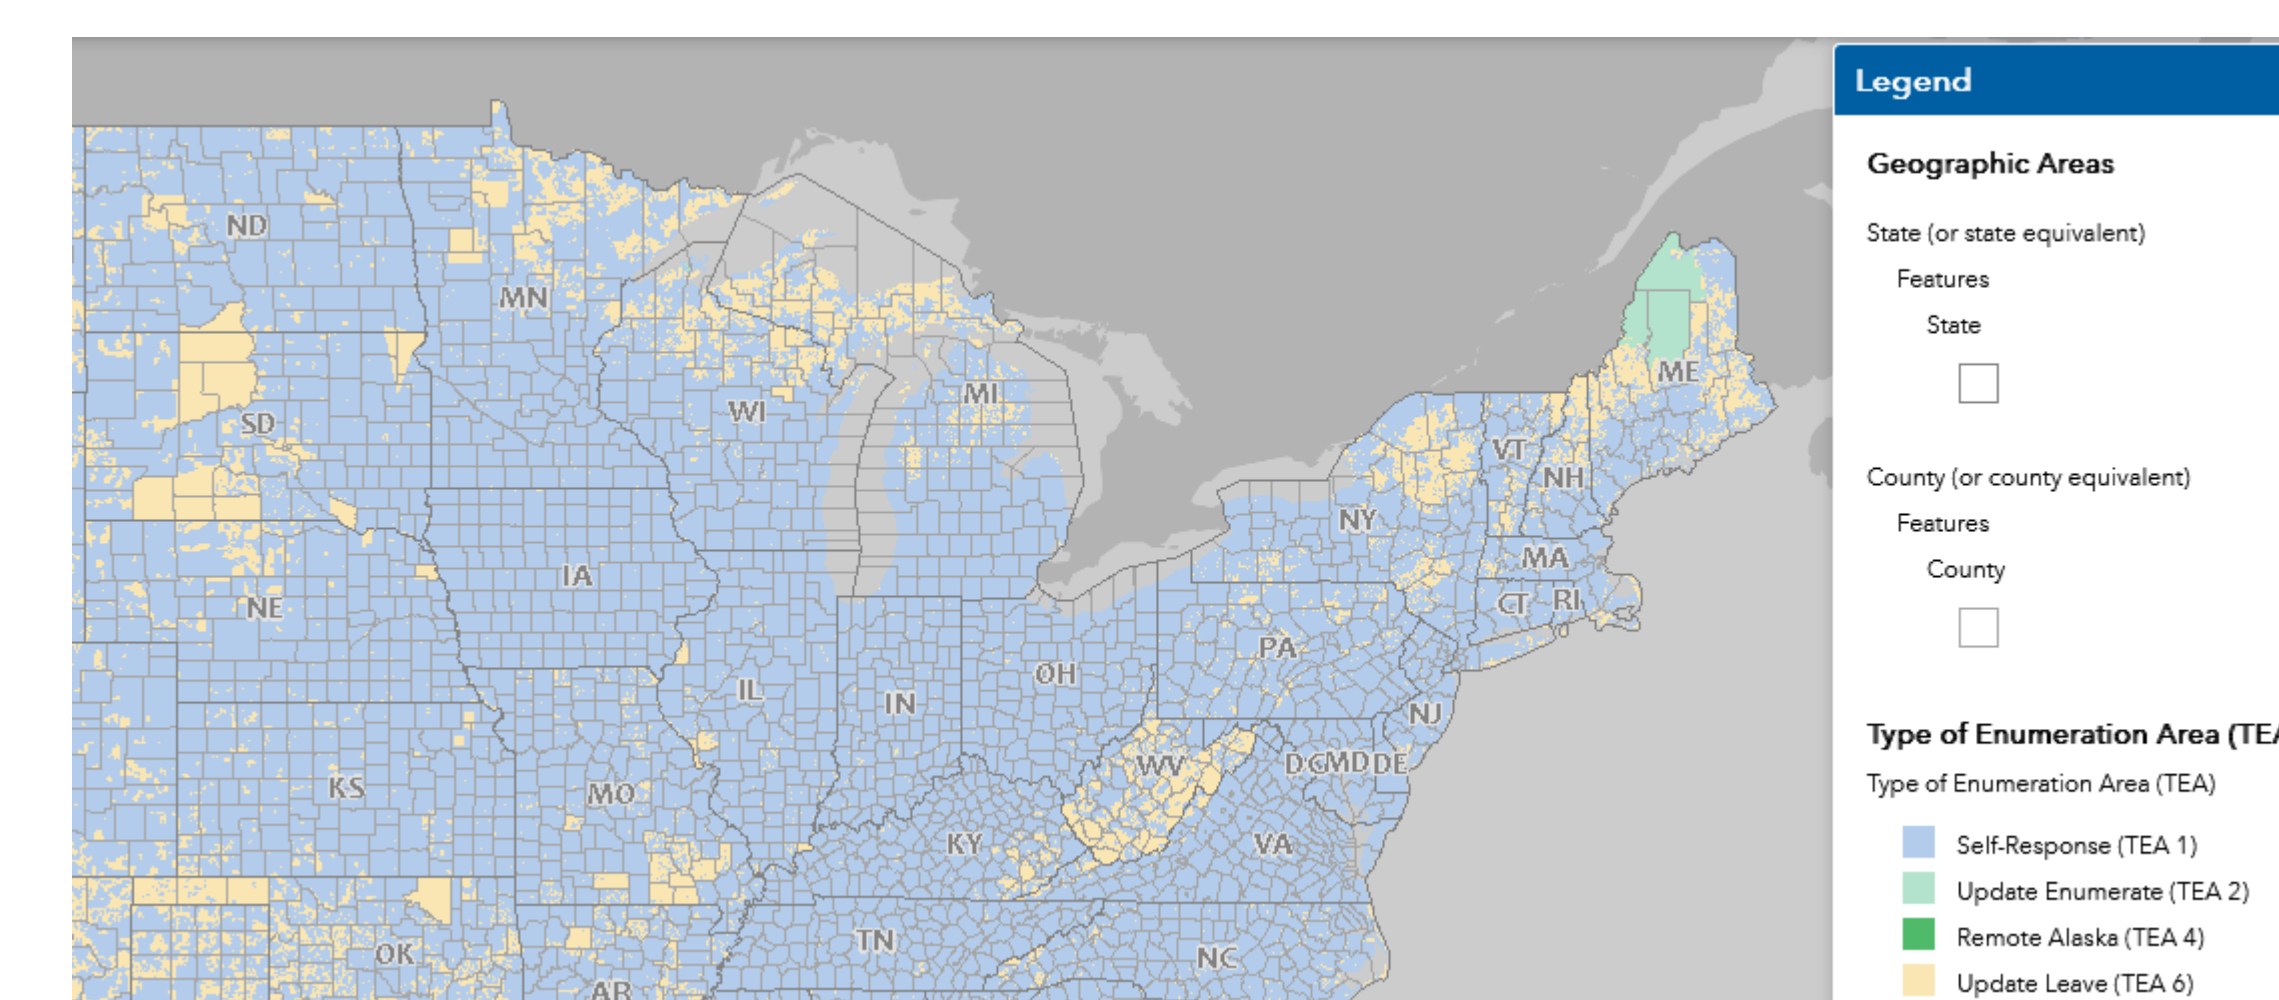 Legend
Geographic Areas
State (or state equivalent)
Features
State
County (or county equivalent)
Features
County
Type of Enumeration Area (TEA
Type of Enumeration Area (TEA)
Self-Response (TEA 1)
Update Enumerate (TEA 2)
Remote Alaska (TEA 4)
Update Leave (TEA 6)
ND
MN
ME
MI
WI
SD
VT
NH
NY
MA
IA
CT RI
NE
PA
OH
IL
IN
NJ
WV
DC MD DE
KS
MO
KY
VA
TN
OK
NC
AR